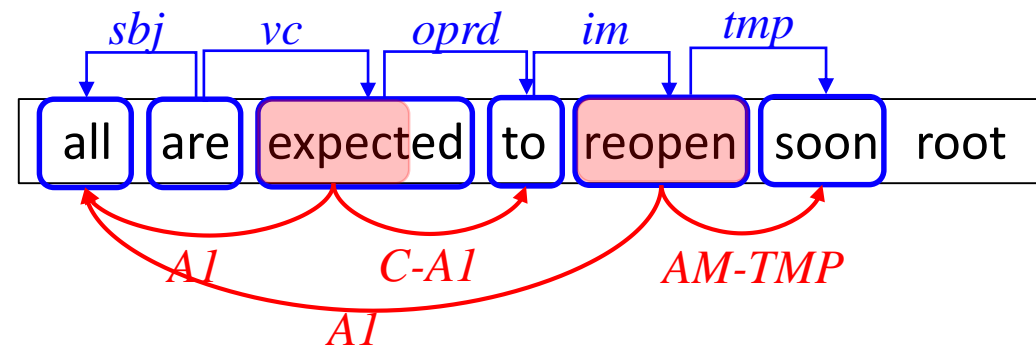 sbj vc oprd im tmp
all are expected to reopen soon root
A1 C-A1 AM-TMP
A1